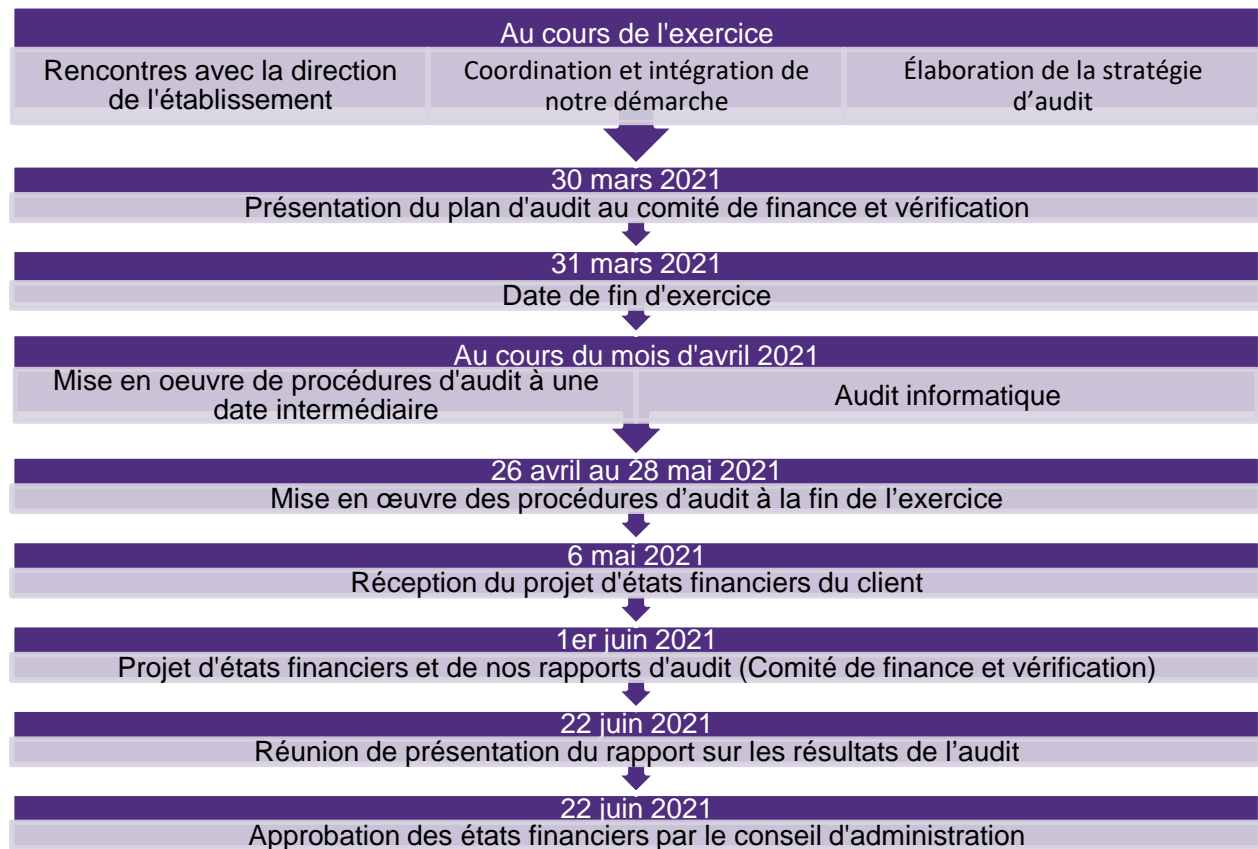 Au cours de l'exercice
Rencontres avec la direction
de l'établissement
Coordination et intégration de
notre démarche
Élaboration de la stratégie
d’audit
30 mars 2021
Présentation du plan d'audit au comité de finance et vérification
31 mars 2021
Date de fin d'exercice
Au cours du mois d'avril 2021
Mise en oeuvre de procédures d'audit à une
date intermédiaire
Audit informatique
26 avril au 28 mai 2021
Mise en œuvre des procédures d’audit à la fin de l’exercice
6 mai 2021
Réception du projet d'états financiers du client
1er juin 2021
Projet d'états financiers et de nos rapports d'audit (Comité de finance et vérification)
22 juin 2021
Réunion de présentation du rapport sur les résultats de l’audit
22 juin 2021
Approbation des états financiers par le conseil d'administration